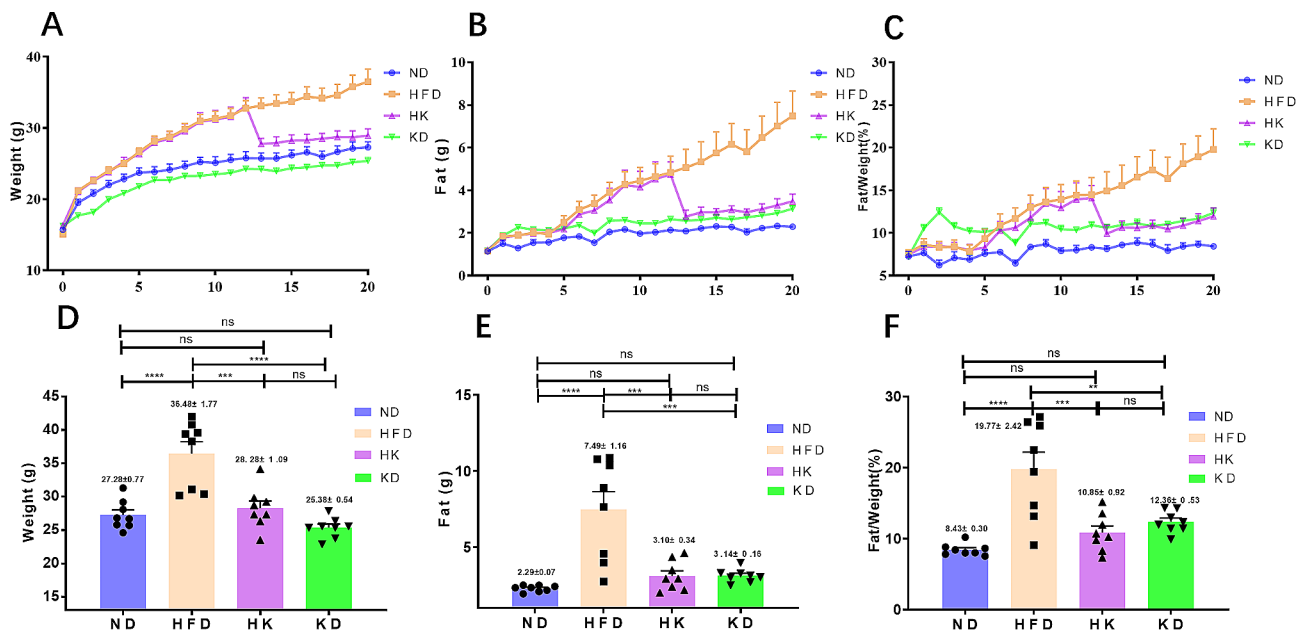 A
B
C
Weight (g)
40
30
20
10
0
5
10
15
20
ND
HFD
HK
KD
Fat (g)
10
8
6
4
2
0
0
5
10
15
20
ND
HFD
HK
KD
Fat/Weight(%)
30
25
20
15
10
5
0
5
10
15
20
ND
HFD
HK
KD
D
ns
ns
****
****
***
ns
Weight (g)
45
40
35
30
25
20
15
27.28±0.77
36.48± 1.77
28.28± 1.09
25.38± 0.54
ND
HFD
HK
KD
ND
HFD
HK
KD
E
ns
ns
****
***
ns
***
Fat (g)
15
10
5
2.29±0.07
7.49± 1.16
3.10± 0.34
3.14± 0.16
ND
HFD
HK
KD
ND
HFD
HK
KD
F
ns
ns
**
****
***
ns
Fat/Weight(%)
30
20
10
0
8.43± 0.30
19.77± 2.42
10.85± 0.92
12.36± 0.53
ND
HFD
HK
KD
ND
HFD
HK
KD